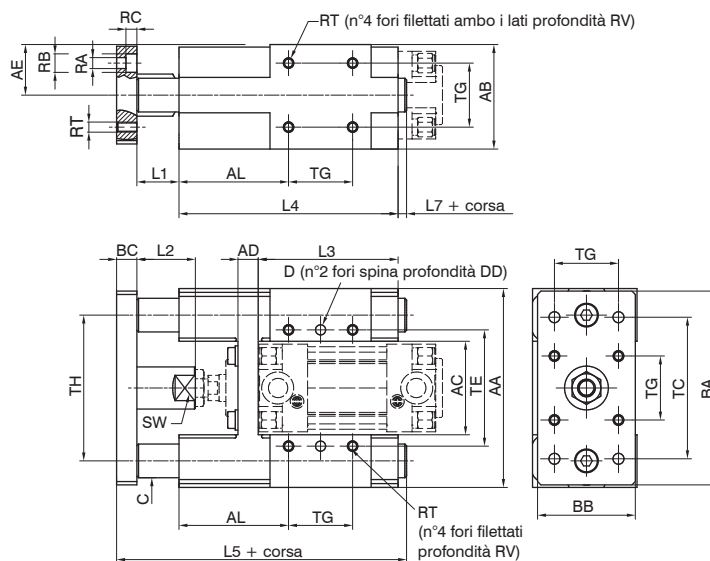 RC
RT (n°4 fori filettati ambo i lati profondità RV)
AE
RB
RA
TG
AB
RT
L1
AL
TG
L4
L7 + corsa
BC
L2
AD
L3
D (n°2 fori spina profondità DD)
TG
TH
SW
AC
TE
AA
TG
TC
BA
C
AL
TG
RT
(n°4 fori filettati
profondità RV)
BB
L5 + corsa